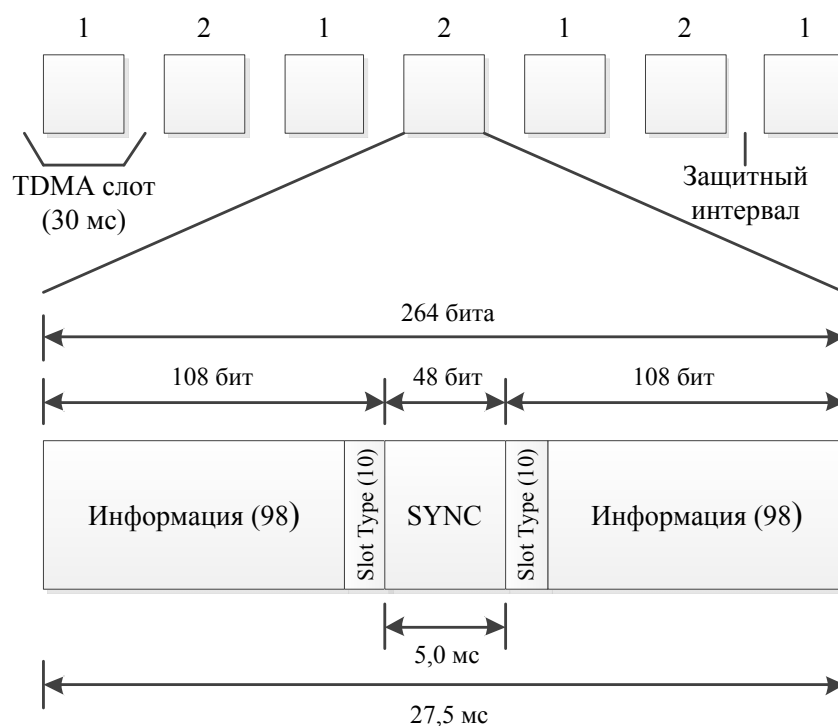 1 2 1 2 1 2 1
TDMA слот
(30 мс)
Защитный
интервал
264 бита
108 бит 48 бит 108 бит
Информация (98)
Slot Type (10)
SYNC
Slot Type (10)
Информация (98)
5,0 мс
27,5 мс